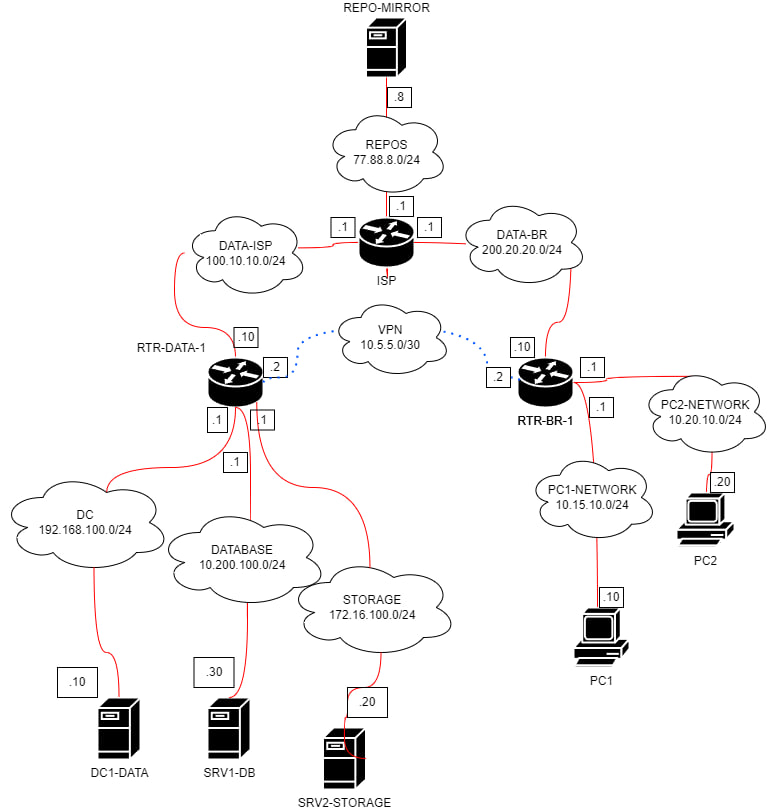 REPO-MIRROR
.8
REPOS
77.88.8.0/24
.1
.1
.1
DATA-ISP
100.10.10.0/24
DATA-BR
200.20.20.0/24
ISP
VPN
10.5.5.0/30
RTR-DATA-1
.10
.2
.10
.2
.1
RTR-BR-1
.1
.1
.1
.1
PC2-NETWORK
10.20.10.0/24
PC1-NETWORK
10.15.10.0/24
.20
PC2
DC
192.168.100.0/24
DATABASE
10.200.100.0/24
STORAGE
172.16.100.0/24
.10
PC1
.10
.30
.20
DC1-DATA
SRV1-DB
SRV2-STORAGE